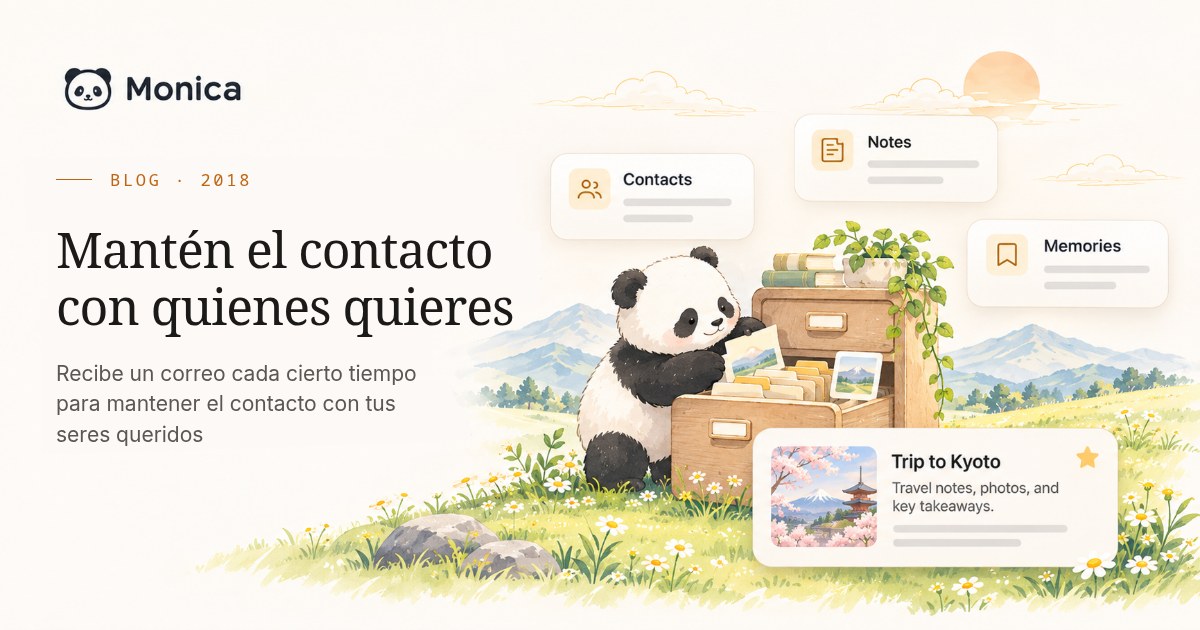 Monica
BLOG · 2018
Mantén el contacto
con quienes quieres
Recibe un correo cada cierto tiempo
para mantener el contacto con tus
seres queridos
Contacts
Notes
Memories
Trip to Kyoto
Travel notes, photos, and
key takeaways.